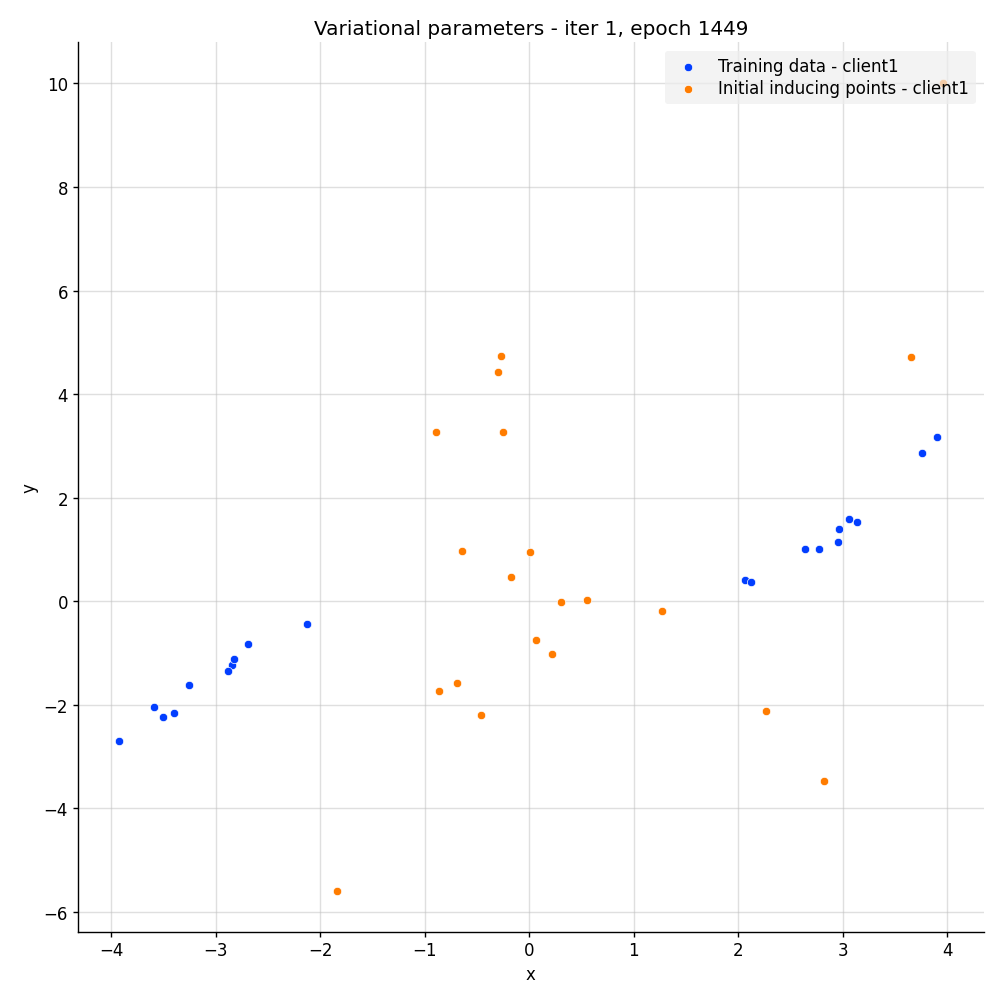 Variational parameters - iter 1, epoch 1449
Training data - client1
Initial inducing points - client1
10
8
6
4
2
0
−2
−4
−6
y
−4 −3 −2 −1 0 1 2 3 4
x